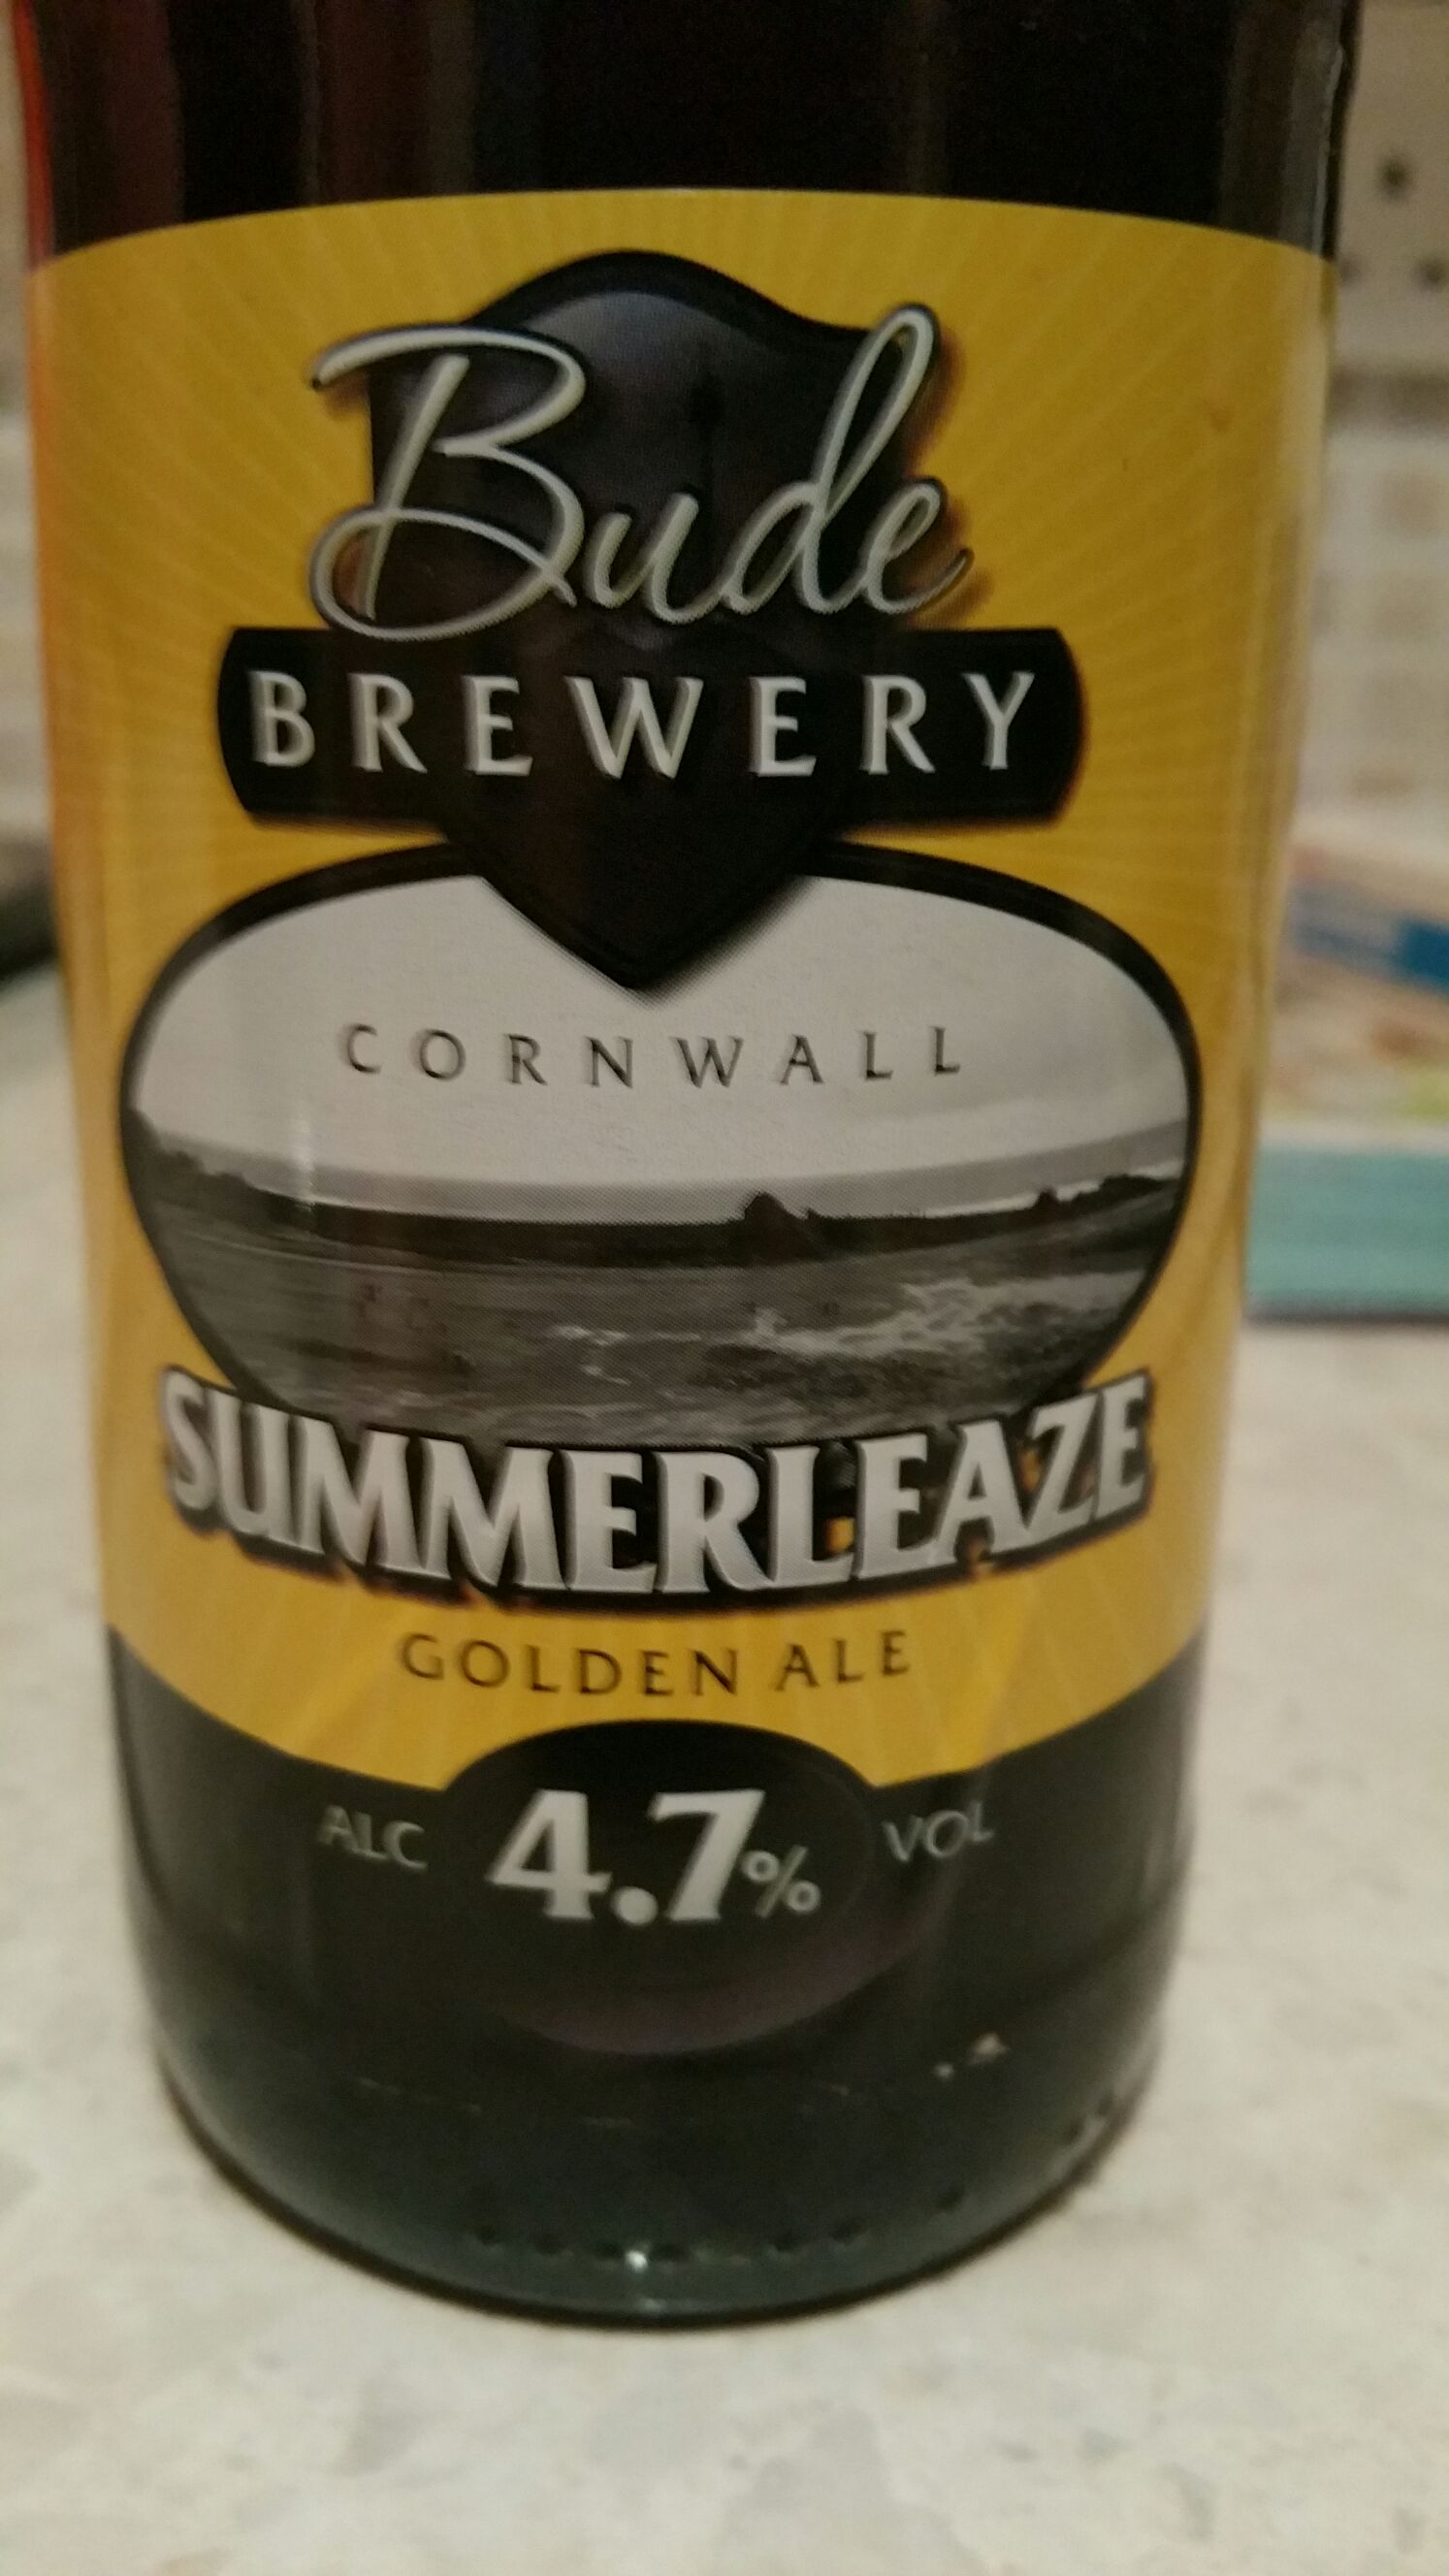 Bude
BREWERY
CORNWALL
SUMMERLEAZE
GOLDEN ALE
ALC 4.7% VOL